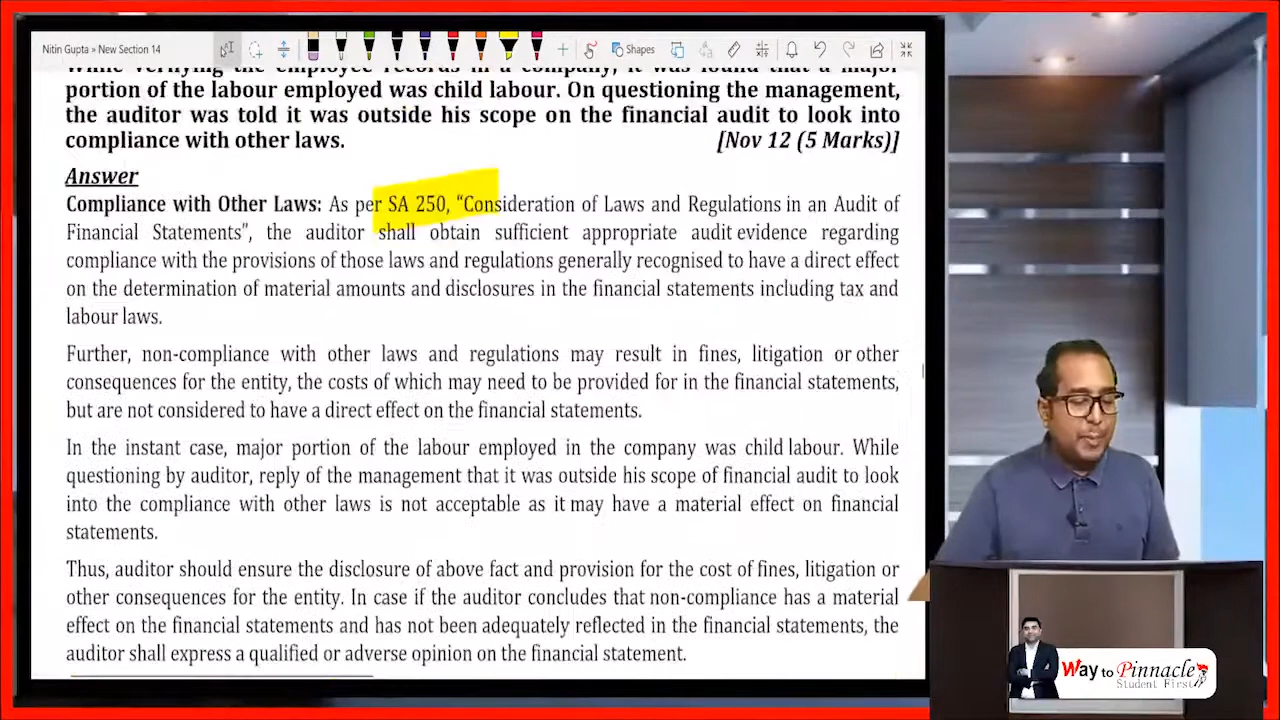 Nitin Gupta » New Section 14
Shapes
While verifying the employee records in a company, it was found that a major
portion of the labour employed was child labour. On questioning the management,
the auditor was told it was outside his scope on the financial audit to look into
compliance with other laws. [Nov 12 (5 Marks)]
Answer
Compliance with Other Laws: As per SA 250, “Consideration of Laws and Regulations in an Audit of
Financial Statements”, the auditor shall obtain sufficient appropriate audit evidence regarding
compliance with the provisions of those laws and regulations generally recognised to have a direct effect
on the determination of material amounts and disclosures in the financial statements including tax and
labour laws.
Further, non-compliance with other laws and regulations may result in fines, litigation or other
consequences for the entity, the costs of which may need to be provided for in the financial statements,
but are not considered to have a direct effect on the financial statements.
In the instant case, major portion of the labour employed in the company was child labour. While
questioning by auditor, reply of the management that it was outside his scope of financial audit to look
into the compliance with other laws is not acceptable as it may have a material effect on financial
statements.
Thus, auditor should ensure the disclosure of above fact and provision for the cost of fines, litigation or
other consequences for the entity. In case if the auditor concludes that non-compliance has a material
effect on the financial statements and has not been adequately reflected in the financial statements, the
auditor shall express a qualified or adverse opinion on the financial statement.
Way to Pinnacle
Student First